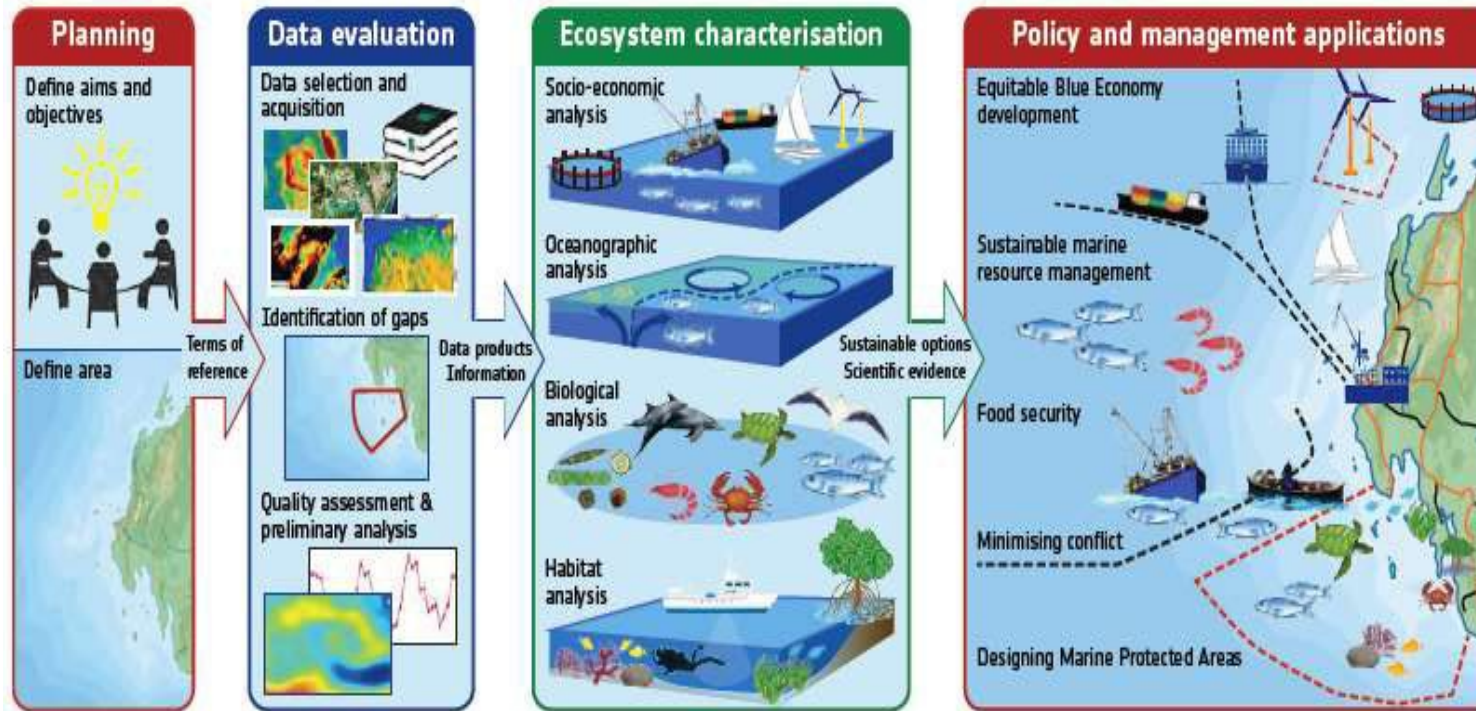 Planning
Define aims and
objectives
Define area
Terms of
reference
Data evaluation
Data selection and
acquisition
Identification of gaps
Quality assessment &
preliminary analysis
Data products
Information
Ecosystem characterisation
Socio-economic
analysis
Oceanographic
analysis
Biological
analysis
Habitat
analysis
Sustainable options
Scientific evidence
Policy and management applications
Equitable Blue Economy
development
Sustainable marine
resource management
Food security
Minimising conflict
Designing Marine Protected Areas